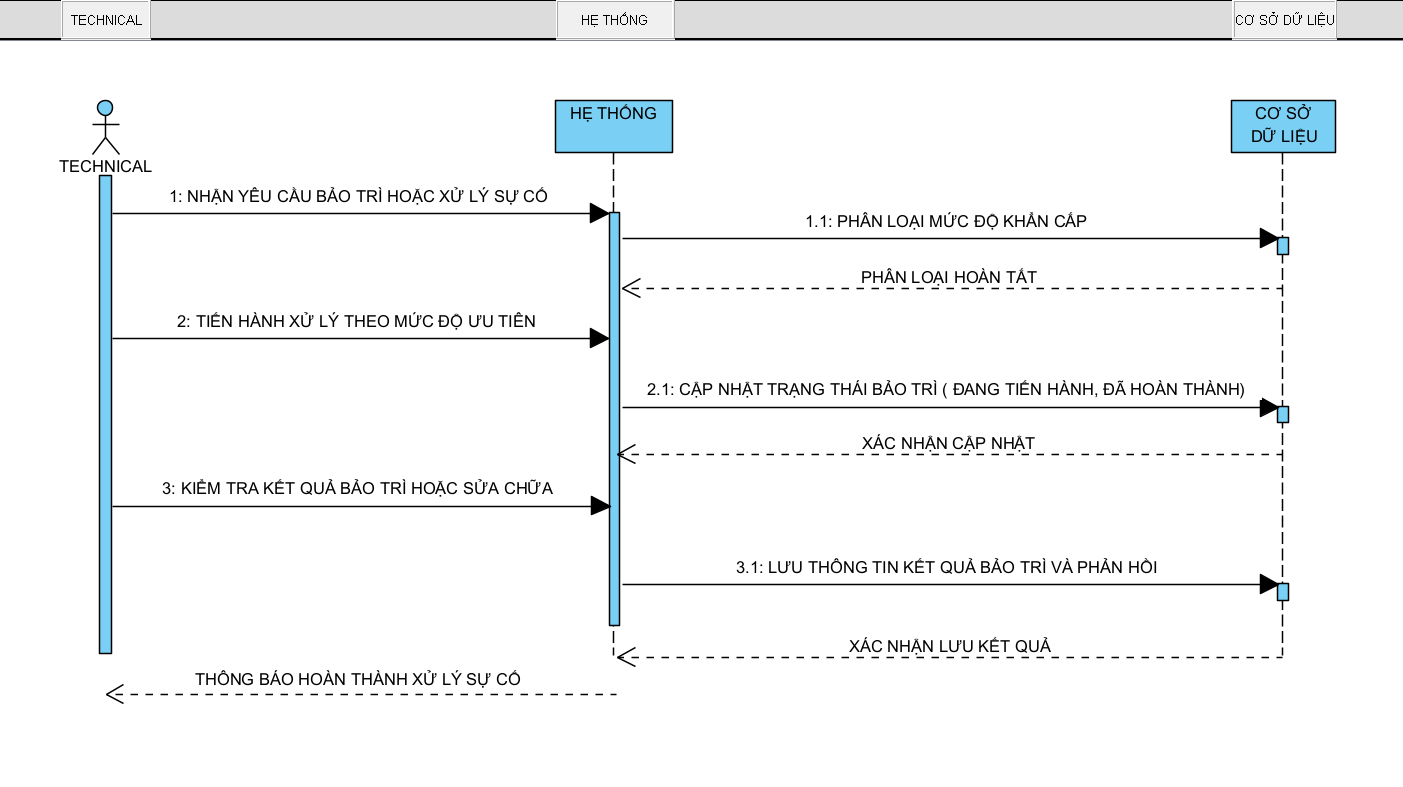 TECHNICAL
HỆ THỐNG
CƠ SỞ DỮ LIỆU
HỆ THỐNG
CƠ SỞ
DỮ LIỆU
TECHNICAL
1: NHẬN YÊU CẦU BẢO TRÌ HOẶC XỬ LÝ SỰ CỐ
1.1: PHÂN LOẠI MỨC ĐỘ KHẨN CẤP
PHÂN LOẠI HOÀN TẤT
2: TIẾN HÀNH XỬ LÝ THEO MỨC ĐỘ ƯU TIÊN
2.1: CẬP NHẬT TRẠNG THÁI BẢO TRÌ ( ĐANG TIẾN HÀNH, ĐÃ HOÀN THÀNH)
XÁC NHẬN CẬP NHẬT
3: KIỂM TRA KẾT QUẢ BẢO TRÌ HOẶC SỬA CHỮA
3.1: LƯU THÔNG TIN KẾT QUẢ BẢO TRÌ VÀ PHẢN HỒI
XÁC NHẬN LƯU KẾT QUẢ
THÔNG BÁO HOÀN THÀNH XỬ LÝ SỰ CỐ